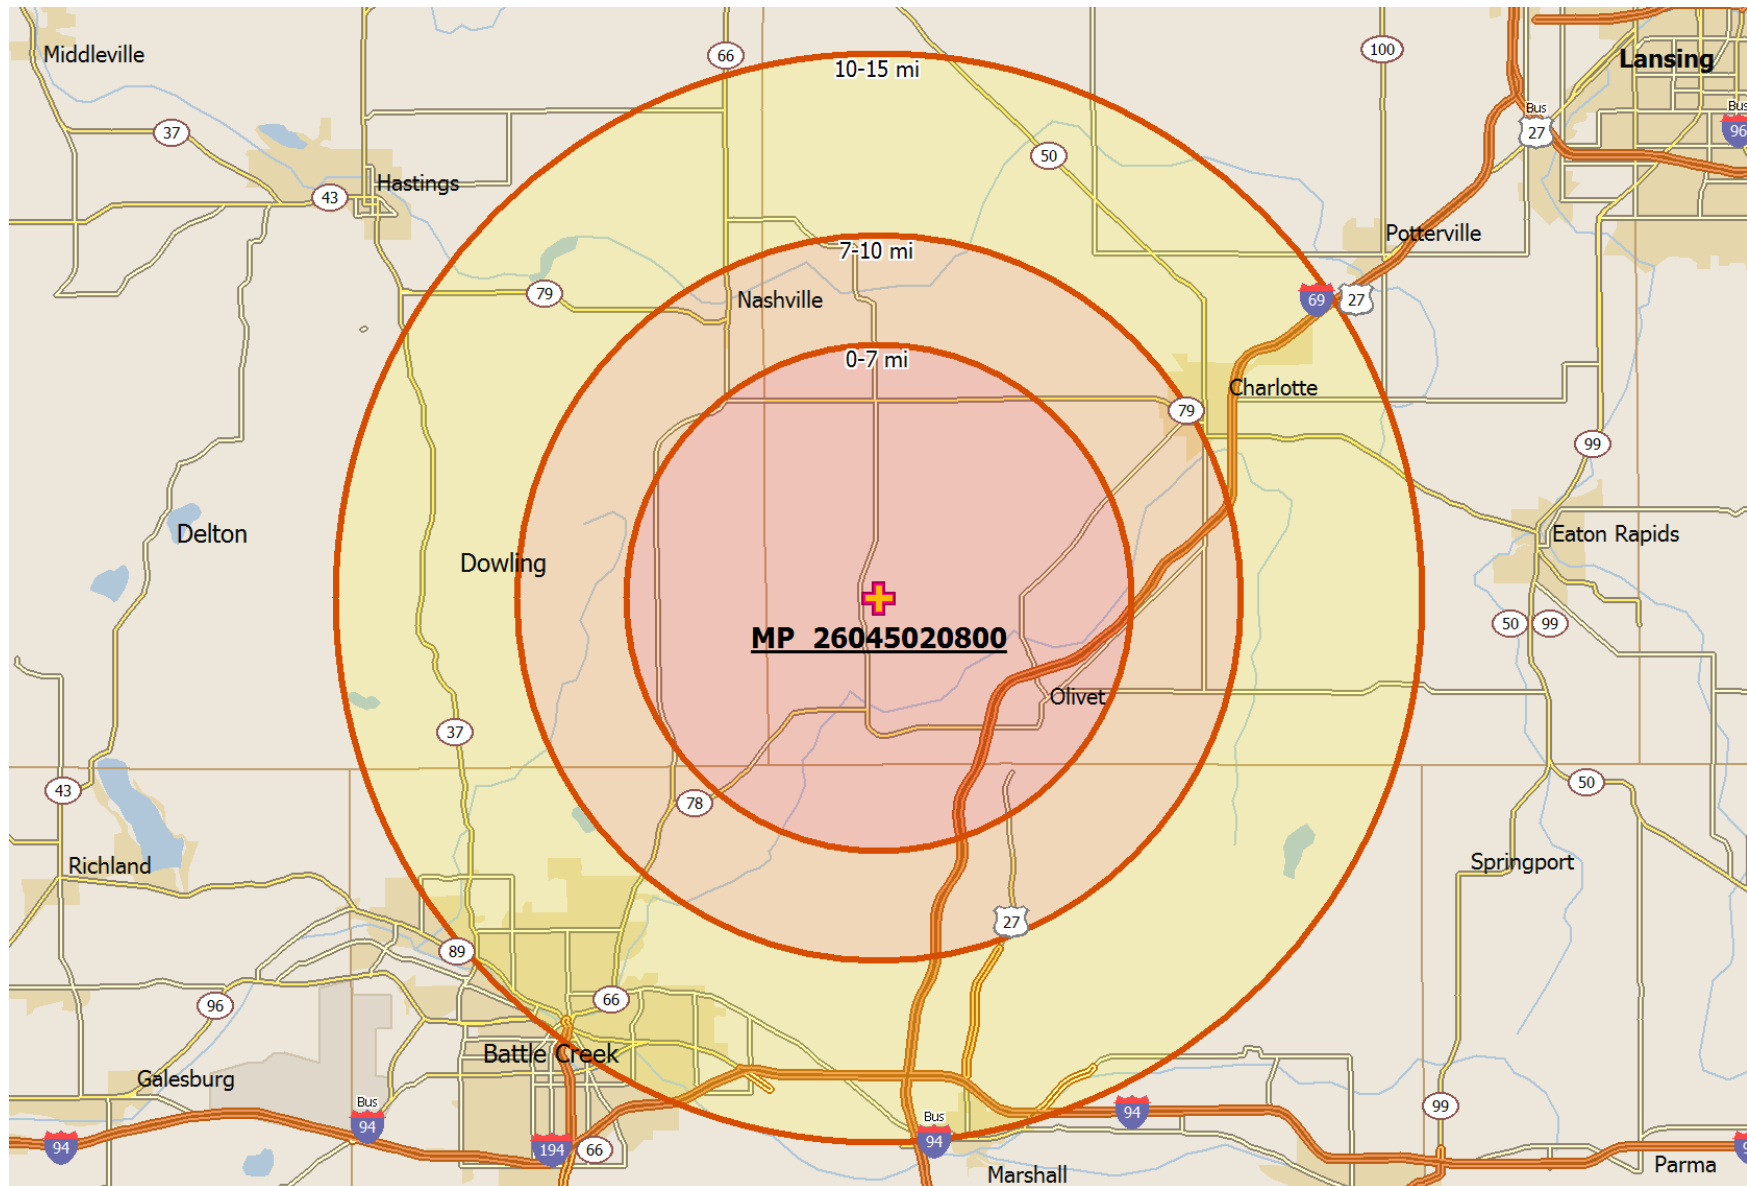 Middleville
66
10-15 mi
100
Lansing
Bus
27
Bus
96
37
50
Hastings
43
Potterville
7-10 mi
79
Nashville
69
27
0-7 mi
Charlotte
79
99
Delton
Dowling
Eaton Rapids
MP 26045020800
50
99
Olivet
37
43
78
50
Richland
Springport
27
89
66
96
Battle Creek
Galesburg
Bus
94
Bus
94
94
99
94
194
66
Marshall
Parma